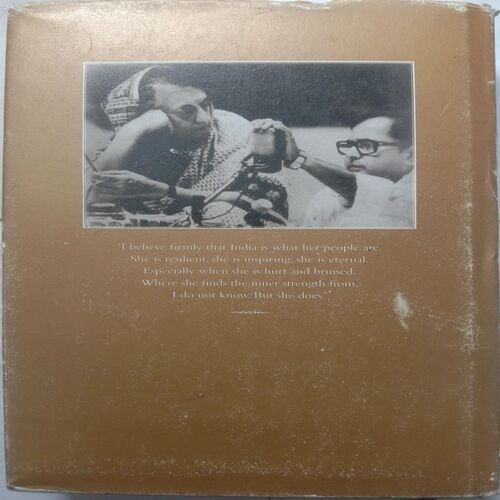 'I believe firmly that India is what her people are.
She is resilient, she is inspiring, she is eternal.
Especially when she is hurt and bruised.
Where she finds the inner strength from,
I do not know. But she does.'